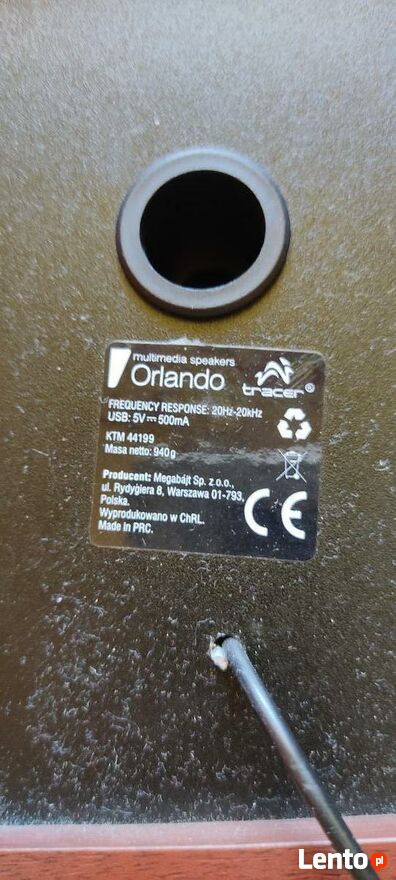 multimedia speakers
Orlando
tracer®
FREQUENCY RESPONSE: 20Hz-20kHz
USB: 5V⎓500mA
KTM 44199
Masa netto: 940g
Producent: Megabajt Sp. z o.o.,
ul. Rydygiera 8, Warszawa 01-793,
Polska.
Wyprodukowano w ChRL.
Made in PRC.
CE
Lento.pl